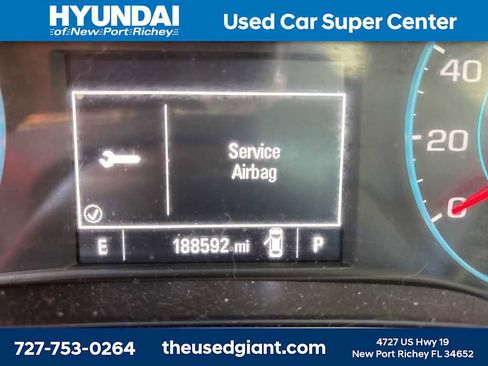 HYUNDAI
of New Port Richey
Used Car Super Center
Service
Airbag
E
188592 mi
P
40
20
0
727-753-0264
theusedgiant.com
4727 US Hwy 19
New Port Richey FL 34652